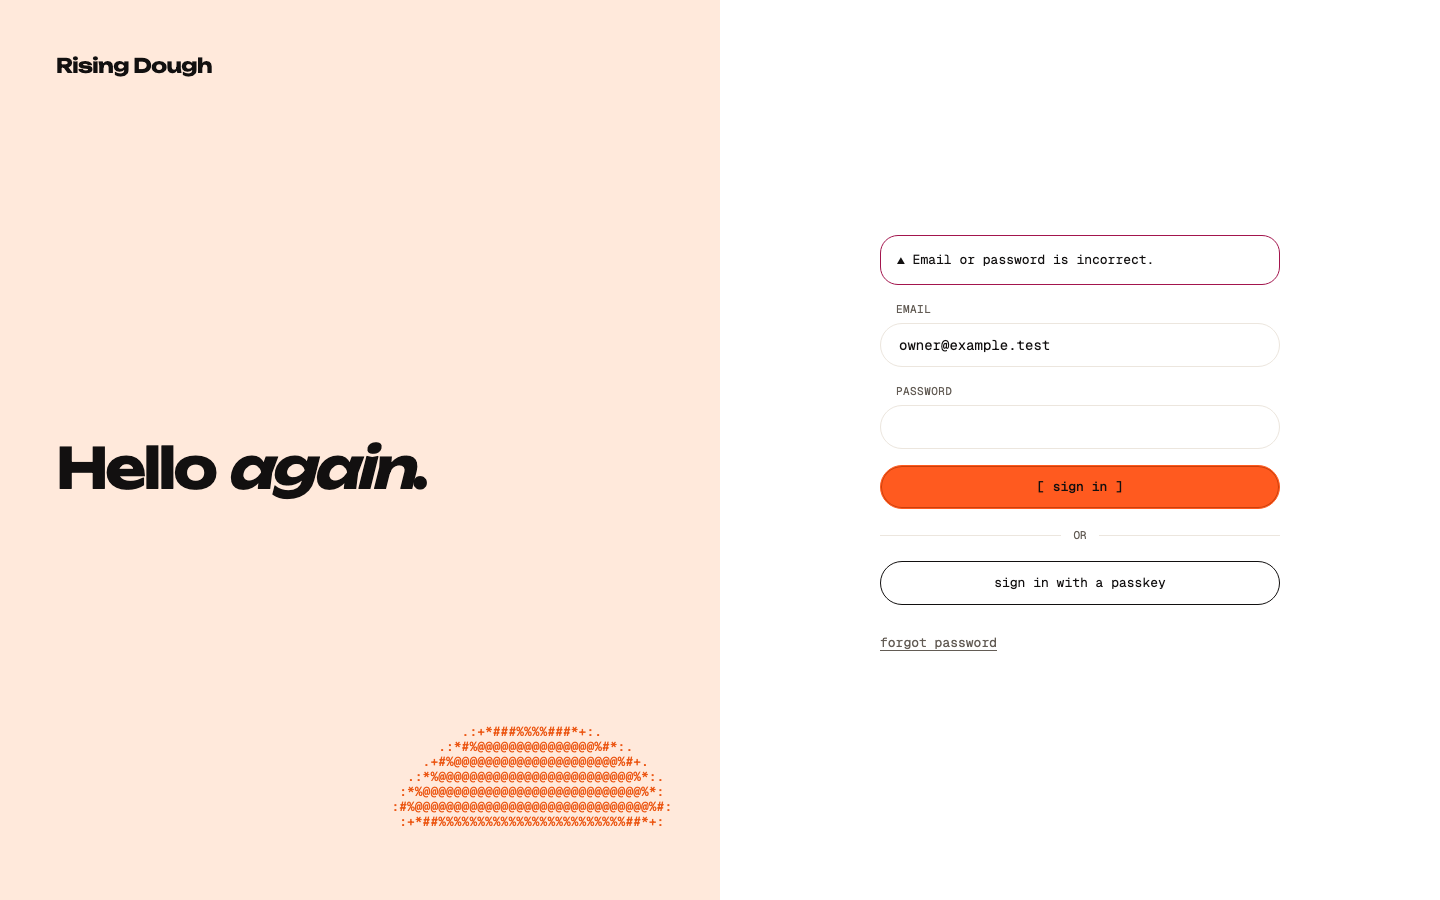 Rising Dough
Hello again.
.:+*###%%%%###*+:.
.:*#%@@@@@@@@@@@@@@@%#*:.
.+#%@@@@@@@@@@@@@@@@@@@@@%#+.
.:*%@@@@@@@@@@@@@@@@@@@@@@@@@%*:.
:*%@@@@@@@@@@@@@@@@@@@@@@@@@@@@%*:
:#%@@@@@@@@@@@@@@@@@@@@@@@@@@@@@@%#:
:+*##%%%%%%%%%%%%%%%%%%%%%%%%##*+:
▲ Email or password is incorrect.
EMAIL
owner@example.test
PASSWORD
[ sign in ]
OR
sign in with a passkey
forgot password